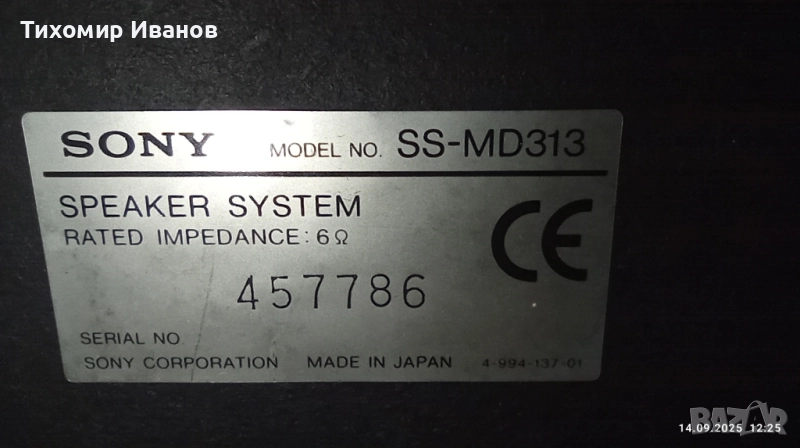 Тихомир Иванов
SONY MODEL NO. SS-MD313
SPEAKER SYSTEM
RATED IMPEDANCE: 6Ω
CE
457786
SERIAL NO
SONY CORPORATION MADE IN JAPAN 4-994-137-01
BAZAR
14.09.2025 12:25